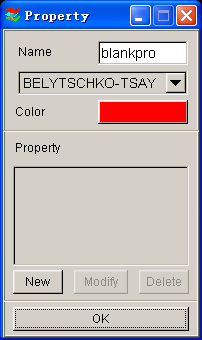 Property
Name blankpro
BELYTSCHKO-TSAY
Color
Property
New Modify Delete
OK